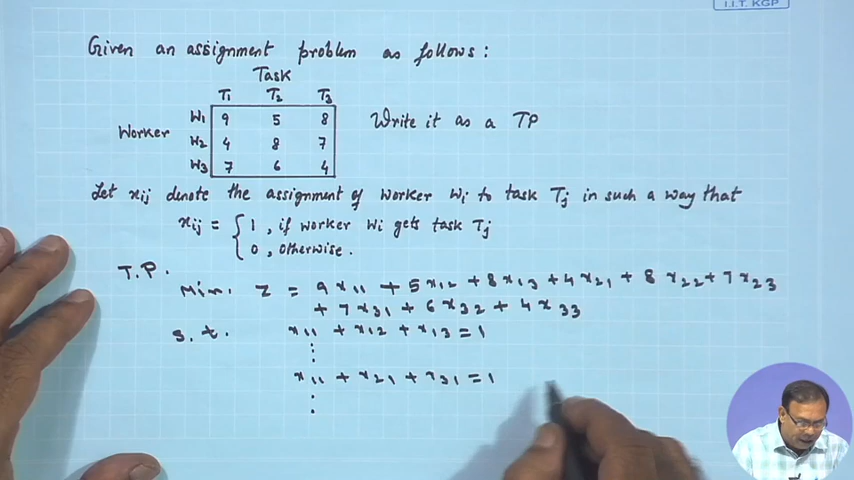 I.I.T. KGP
Given an assignment problem as follows:
Task
T1 T2 T3
W1 9 5 8
Worker W2 4 8 7
W3 7 6 4
Write it as a TP
Let xij denote the assignment of worker Wi to task Tj in such a way that
xij = { 1, if worker Wi gets task Tj
0, otherwise.
T.P.
Min. Z = 9x11 + 5x12 + 8x13 + 4x21 + 8x22 + 7x23
+ 7x31 + 6x32 + 4x33
s.t. x11 + x12 + x13 = 1
⋮
x11 + x21 + x31 = 1
⋮